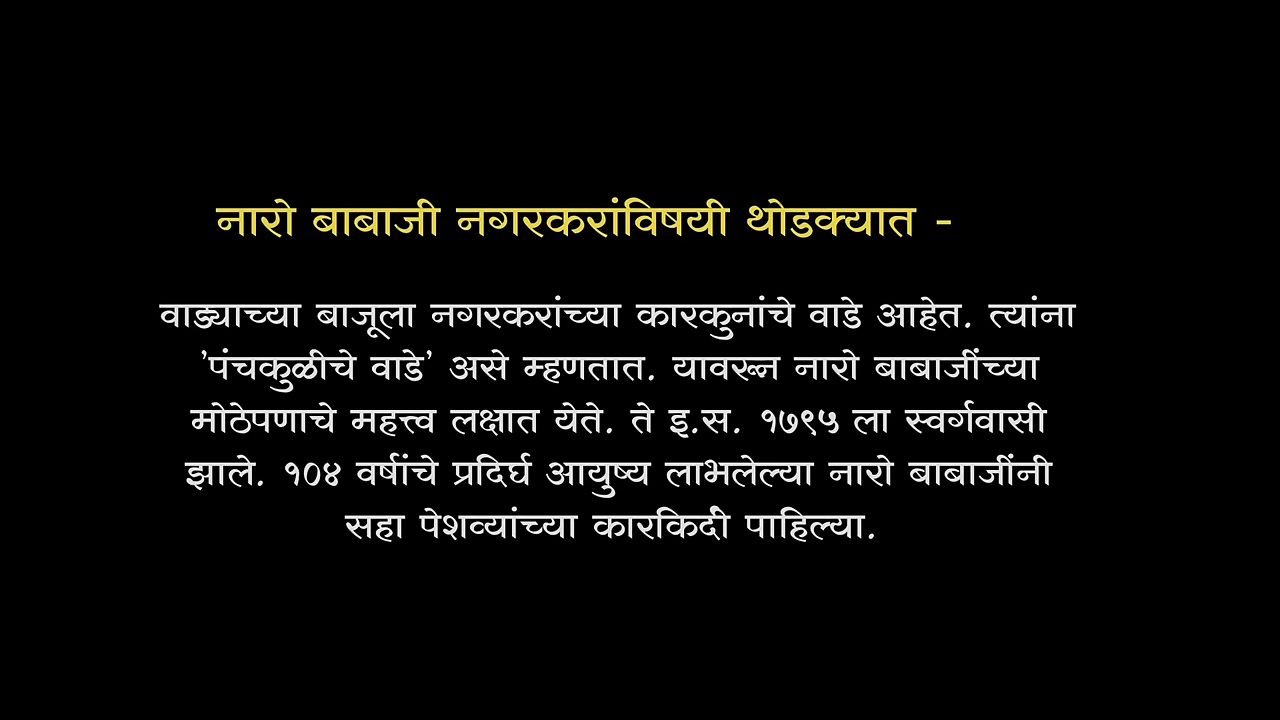 नारो बाबाजी नगरकरांविषयी थोडक्यात -
वाड्याच्या बाजूला नगरकरांच्या कारकुनांचे वाडे आहेत. त्यांना
'पंचकुळीचे वाडे' असे म्हणतात. यावरून नारो बाबाजींच्या
मोठेपणाचे महत्त्व लक्षात येते. ते इ.स. १७९५ ला स्वर्गवासी
झाले. १०४ वर्षांचे प्रदिर्घ आयुष्य लाभलेल्या नारो बाबाजींनी
सहा पेशव्यांच्या कारकिर्दी पाहिल्या.